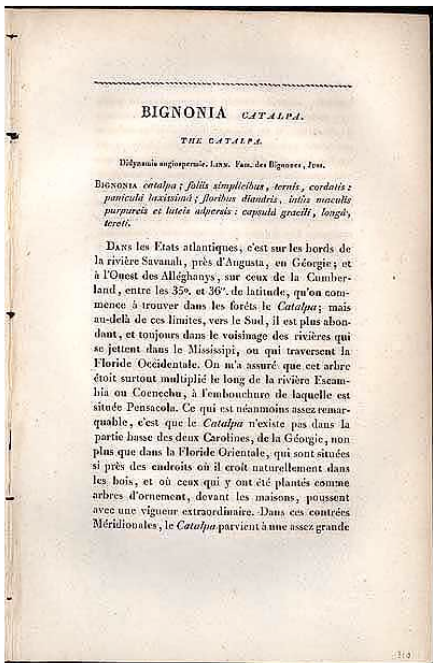 BIGNONIA CATALPA.
THE CATALPA.
Didynamie angiospermie. LINN. Fam. des Bignones, JUSS.
BIGNONIA catalpa; foliis simplicibus, ternis, cordatis:
paniculâ laxissimâ; floribus diandris, intùs maculis
purpureis et luteis adpersis: capsulâ gracili, longâ,
tereti.
DANS les Etats atlantiques, c'est sur les bords de
la rivière Savanah, près d'Augusta, en Géorgie; et
à l'Ouest des Alléghanys, sur ceux de la Cumber-
land, entre les 35°. et 36°. de latitude, qu'on com-
mence à trouver dans les forêts le Catalpa; mais
au-delà de ces limites, vers le Sud, il est plus abon-
dant, et toujours dans le voisinage des rivières qui
se jettent dans le Mississipi, ou qui traversent la
Floride Occidentale. On m'a assuré que cet arbre
étoit surtout multiplié le long de la rivière Escam-
bia ou Coenechu, à l'embouchure de laquelle est
située Pensacola. Ce qui est néanmoins assez remar-
quable, c'est que le Catalpa n'existe pas dans la
partie basse des deux Carolines, de la Géorgie, non
plus que dans la Floride Orientale, qui sont situées
si près des endroits où il croît naturellement dans
les bois, et où ceux qui y ont été plantés comme
arbres d'ornement, devant les maisons, poussent
avec une vigueur extraordinaire. Dans ces contrées
Méridionales, le Catalpa parvient à une assez grande